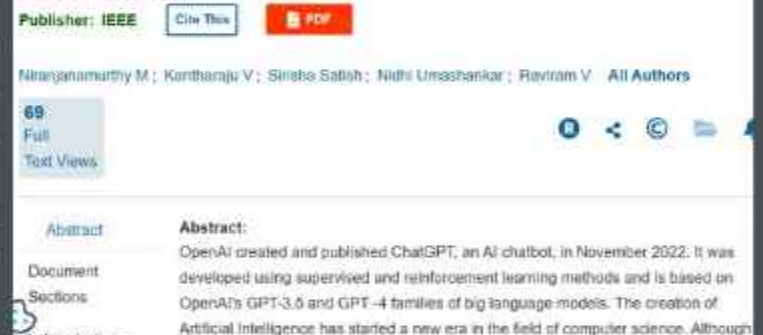 Publisher: IEEE
Cite This
PDF
Niranjanamurthy M ; Kantharaju V ; Sirisha Satish ; Nidhi Umashankar ; Raviram V All Authors
69
Full
Text Views
Abstract
Document
Sections
Abstract:
OpenAI created and published ChatGPT, an AI chatbot, in November 2022. It was
developed using supervised and reinforcement learning methods and is based on
OpenAI's GPT-3.5 and GPT -4 families of big language models. The creation of
Artificial Intelligence has started a new era in the field of computer science. Although